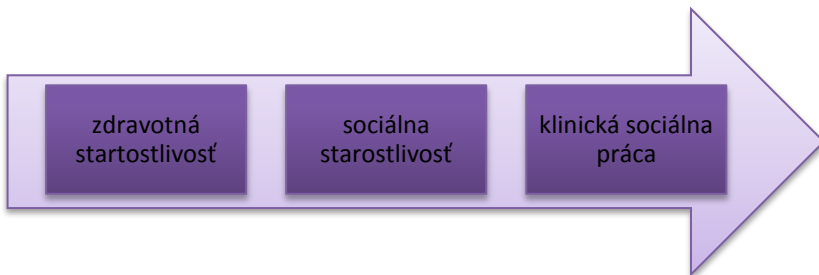 zdravotná
startostlivosť
sociálna
starostlivosť
klinická sociálna
práca